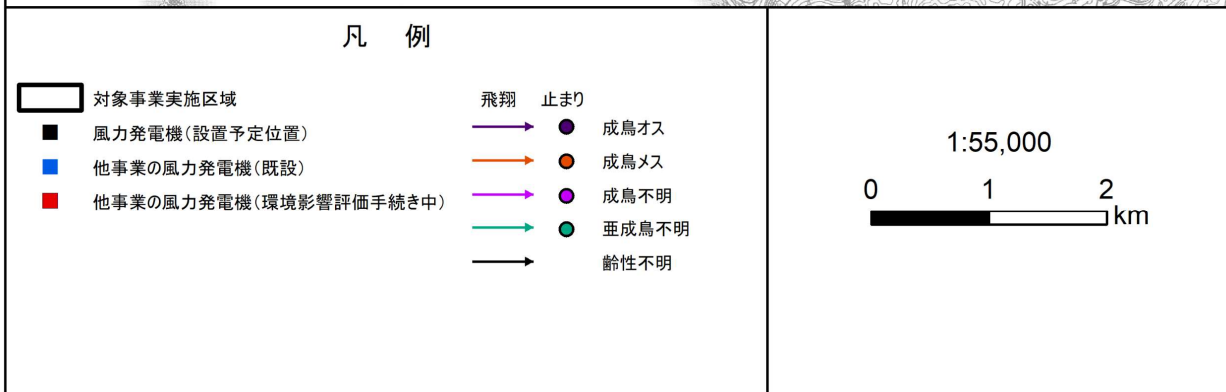 凡 例
対象事業実施区域
風力発電機(設置予定位置)
他事業の風力発電機(既設)
他事業の風力発電機(環境影響評価手続き中)
飛翔 止まり
成鳥オス
成鳥メス
成鳥不明
亜成鳥不明
齢性不明
1:55,000
0 1 2
km